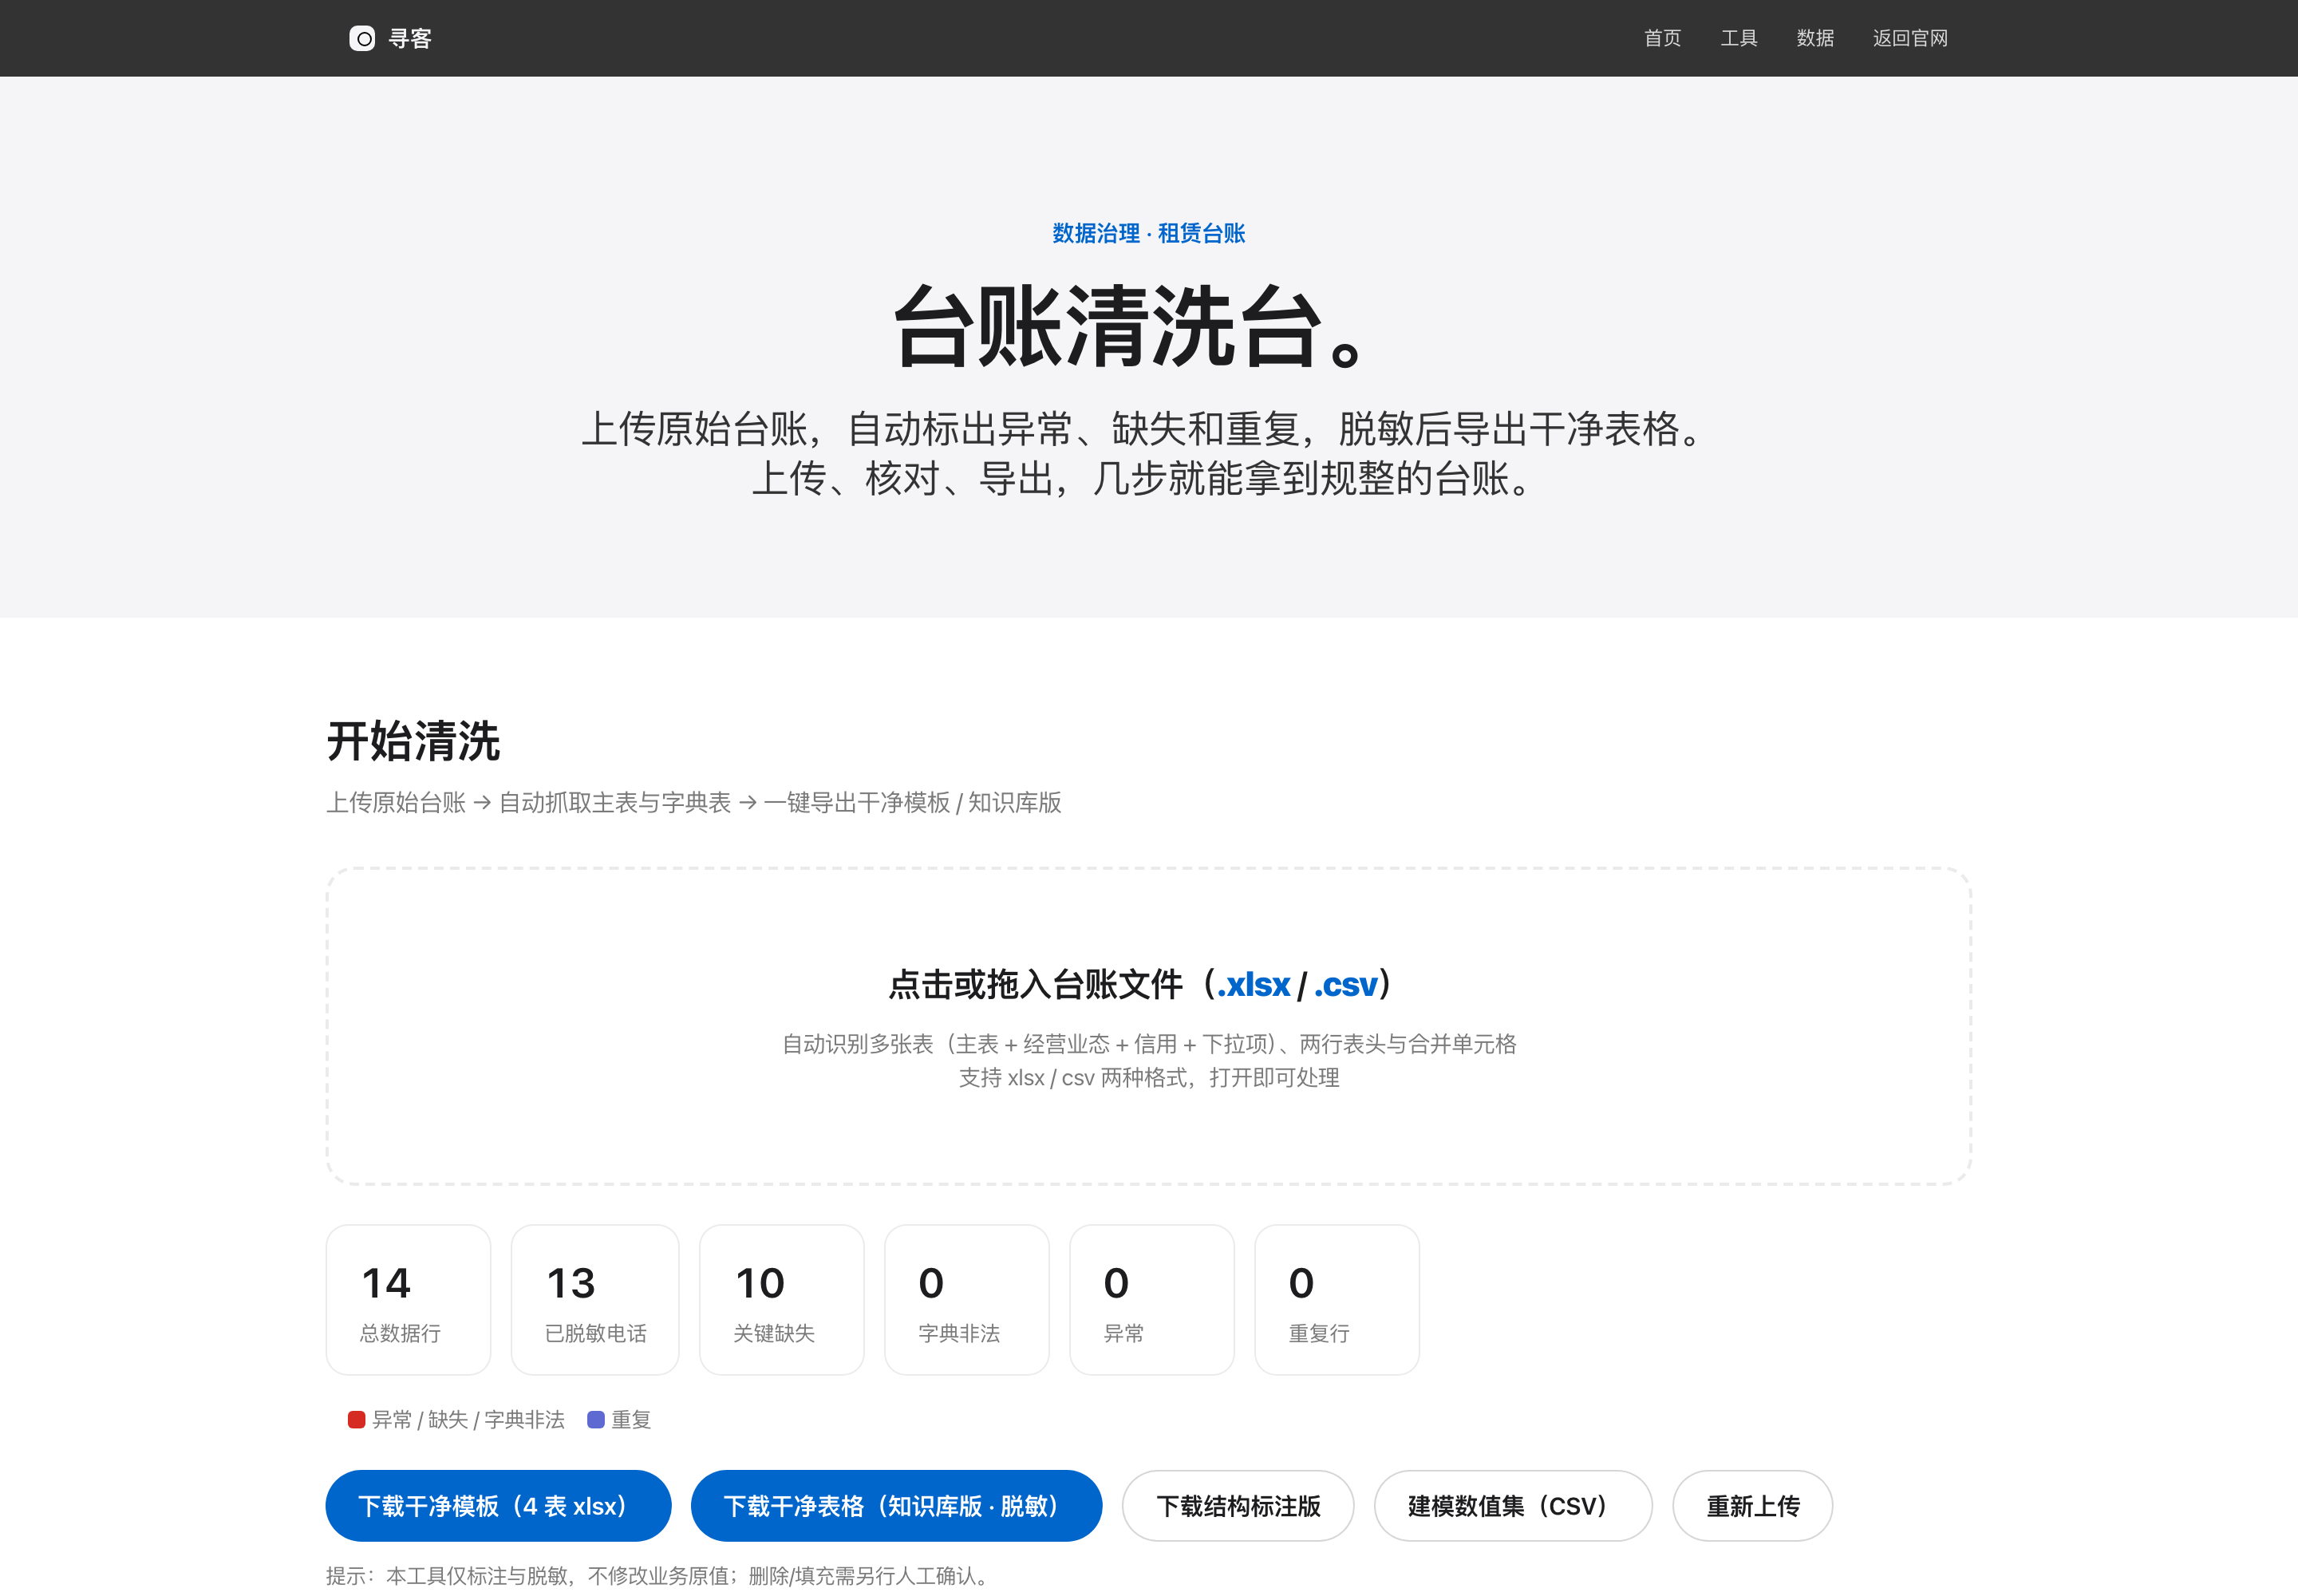 寻客
首页 工具 数据 返回官网
数据治理 · 租赁台账
台账清洗台。
上传原始台账，自动标出异常、缺失和重复，脱敏后导出干净表格。
上传、核对、导出，几步就能拿到规整的台账。
开始清洗
上传原始台账 → 自动抓取主表与字典表 → 一键导出干净模板 / 知识库版
点击或拖入台账文件（.xlsx / .csv）
自动识别多张表（主表 + 经营业态 + 信用 + 下拉项）、两行表头与合并单元格
支持 xlsx / csv 两种格式，打开即可处理
14 13 10 0 0 0
总数据行 已脱敏电话 关键缺失 字典非法 异常 重复行
异常 / 缺失 / 字典非法 重复
下载干净模板（4 表 xlsx） 下载干净表格（知识库版 · 脱敏） 下载结构标注版 建模数值集（CSV） 重新上传
提示：本工具仅标注与脱敏，不修改业务原值；删除/填充需另行人工确认。